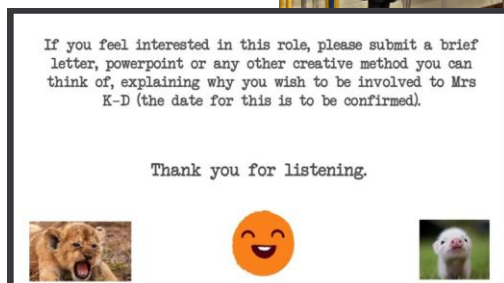 If you feel interested in this role, please submit a brief
letter, powerpoint or any other creative method you can
think of, explaining why you wish to be involved to Mrs
K-D (the date for this is to be confirmed).
Thank you for listening.